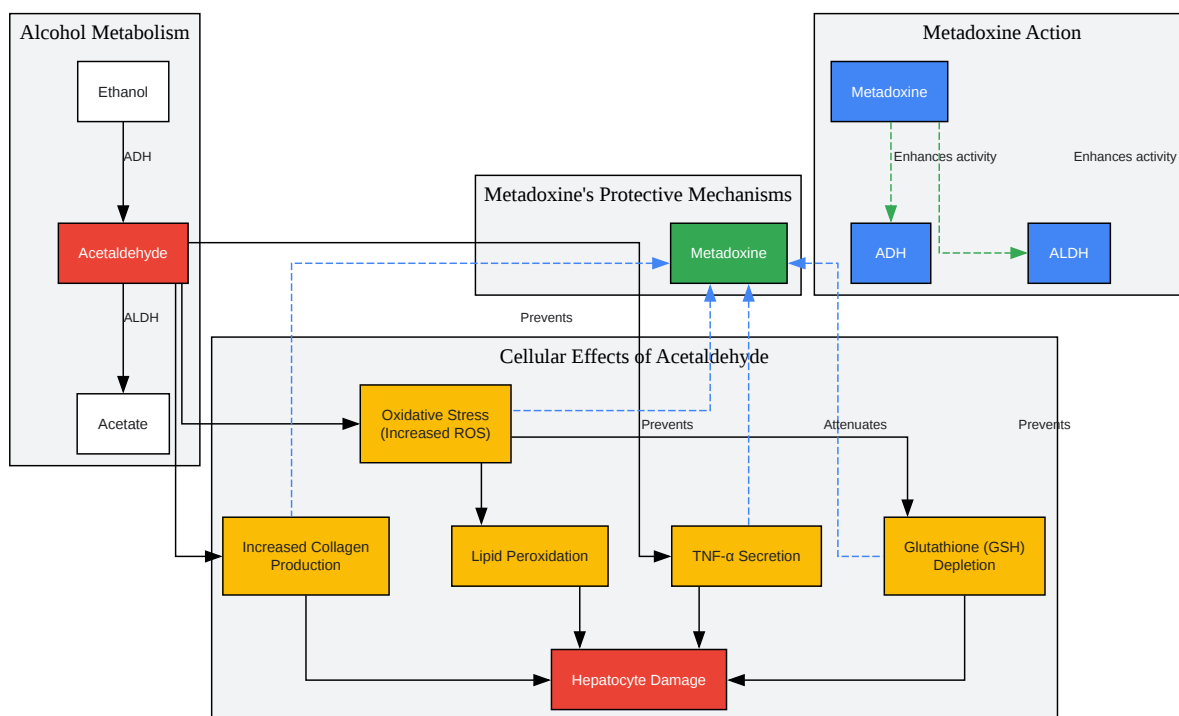 Alcohol Metabolism
Ethanol
ADH
Acetaldehyde
ALDH
Acetate
Metadoxine Action
Metadoxine
Enhances activity
Enhances activity
ADH
ALDH
Metadoxine's Protective Mechanisms
Metadoxine
Prevents
Cellular Effects of Acetaldehyde
Oxidative Stress
(Increased ROS)
Prevents
Attenuates
Prevents
Increased Collagen
Production
Lipid Peroxidation
TNF-α Secretion
Glutathione (GSH)
Depletion
Hepatocyte Damage